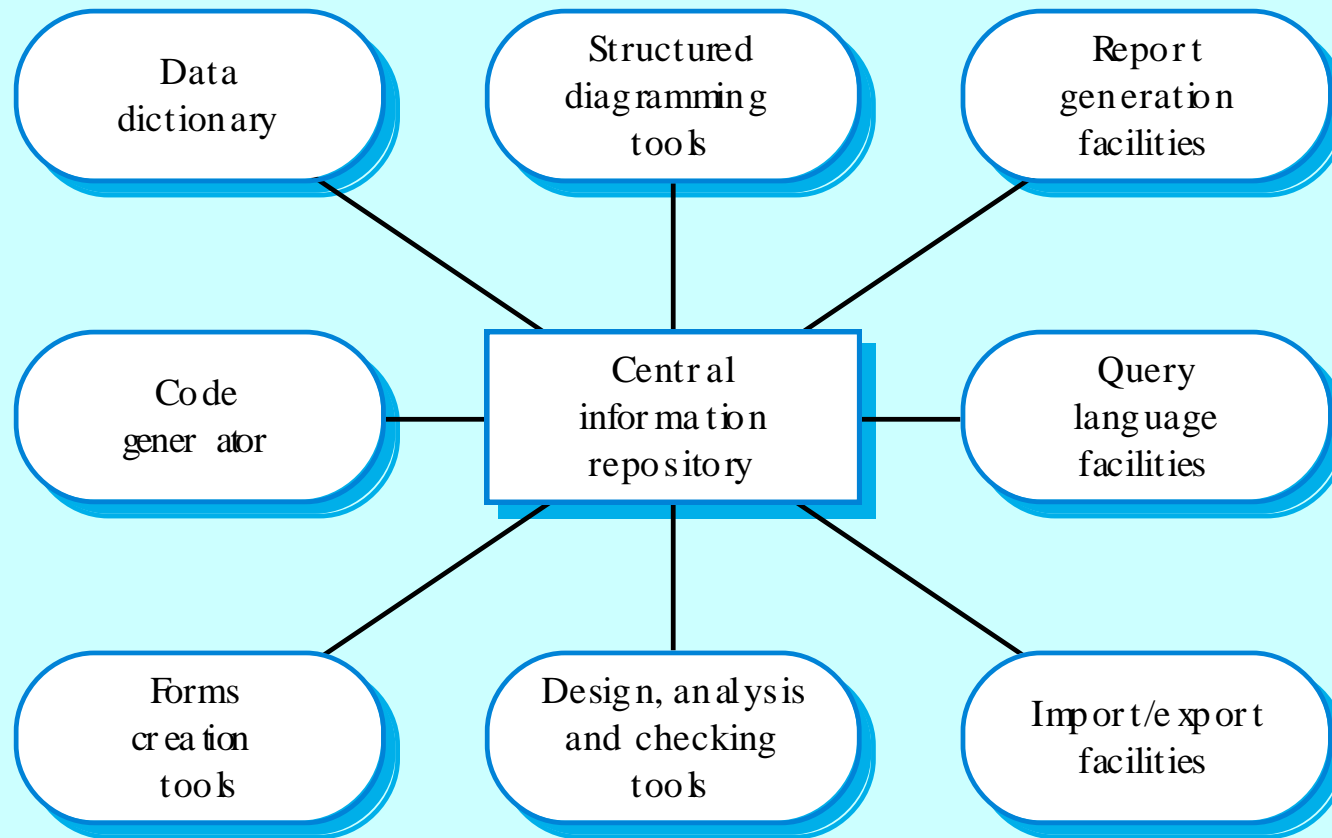 Data
dictionary
Structured
diagramming
tools
Report
generation
facilities
Code
generator
Central
information
repository
Query
language
facilities
Forms
creation
tools
Design, analysis
and checking
tools
Import/export
facilities